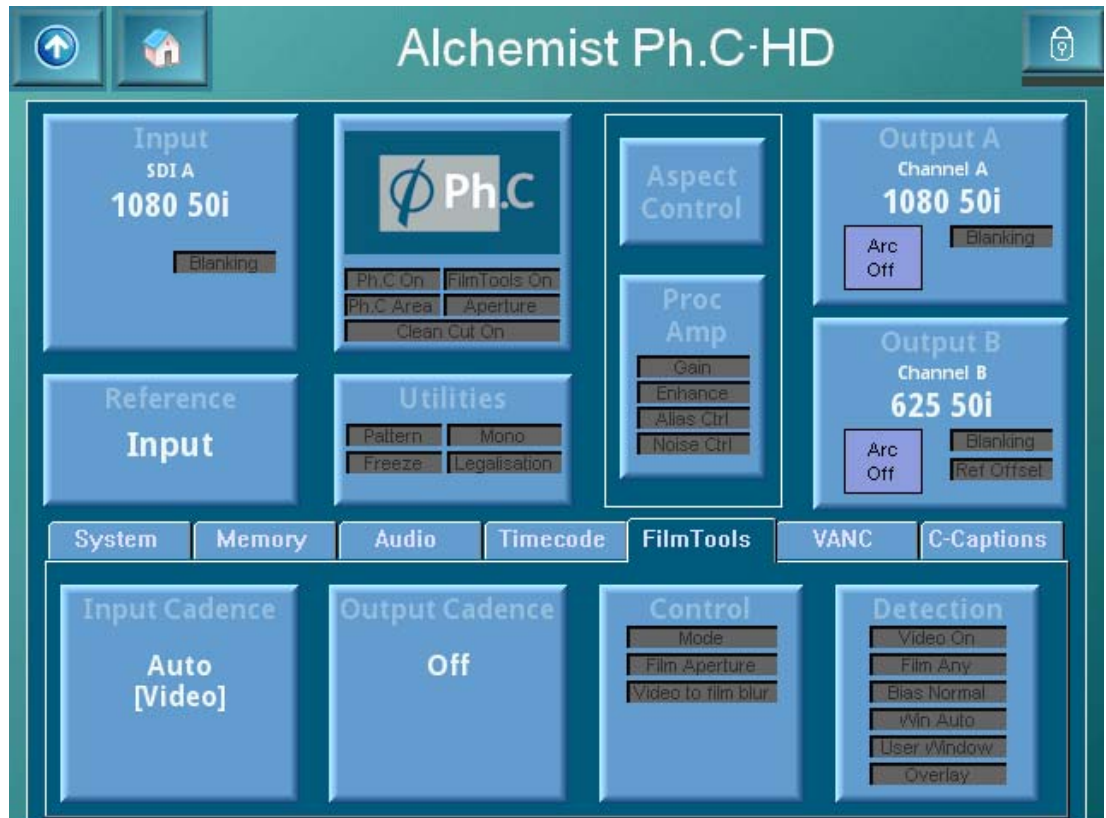 Alchemist Ph.C-HD
Input
SDI A
1080 50i
Blanking
Ph.C
Ph.C On
FilmTools On
Ph.C Area
Aperture
Clean Cut On
Aspect
Control
Proc
Amp
Gain
Enhance
Alias Ctrl
Noise Ctrl
Output A
Channel A
1080 50i
Arc
Off
Blanking
Reference
Input
Utilities
Pattern
Mono
Freeze
Legalisation
Output B
Channel B
625 50i
Arc
Off
Blanking
Ref Offset
System
Memory
Audio
Timecode
FilmTools
VANC
C-Captions
Input Cadence
Auto
[Video]
Output Cadence
Off
Control
Mode
Film Aperture
Video to film blur
Detection
Video On
Film Any
Bias Normal
Win Auto
User Window
Overlay